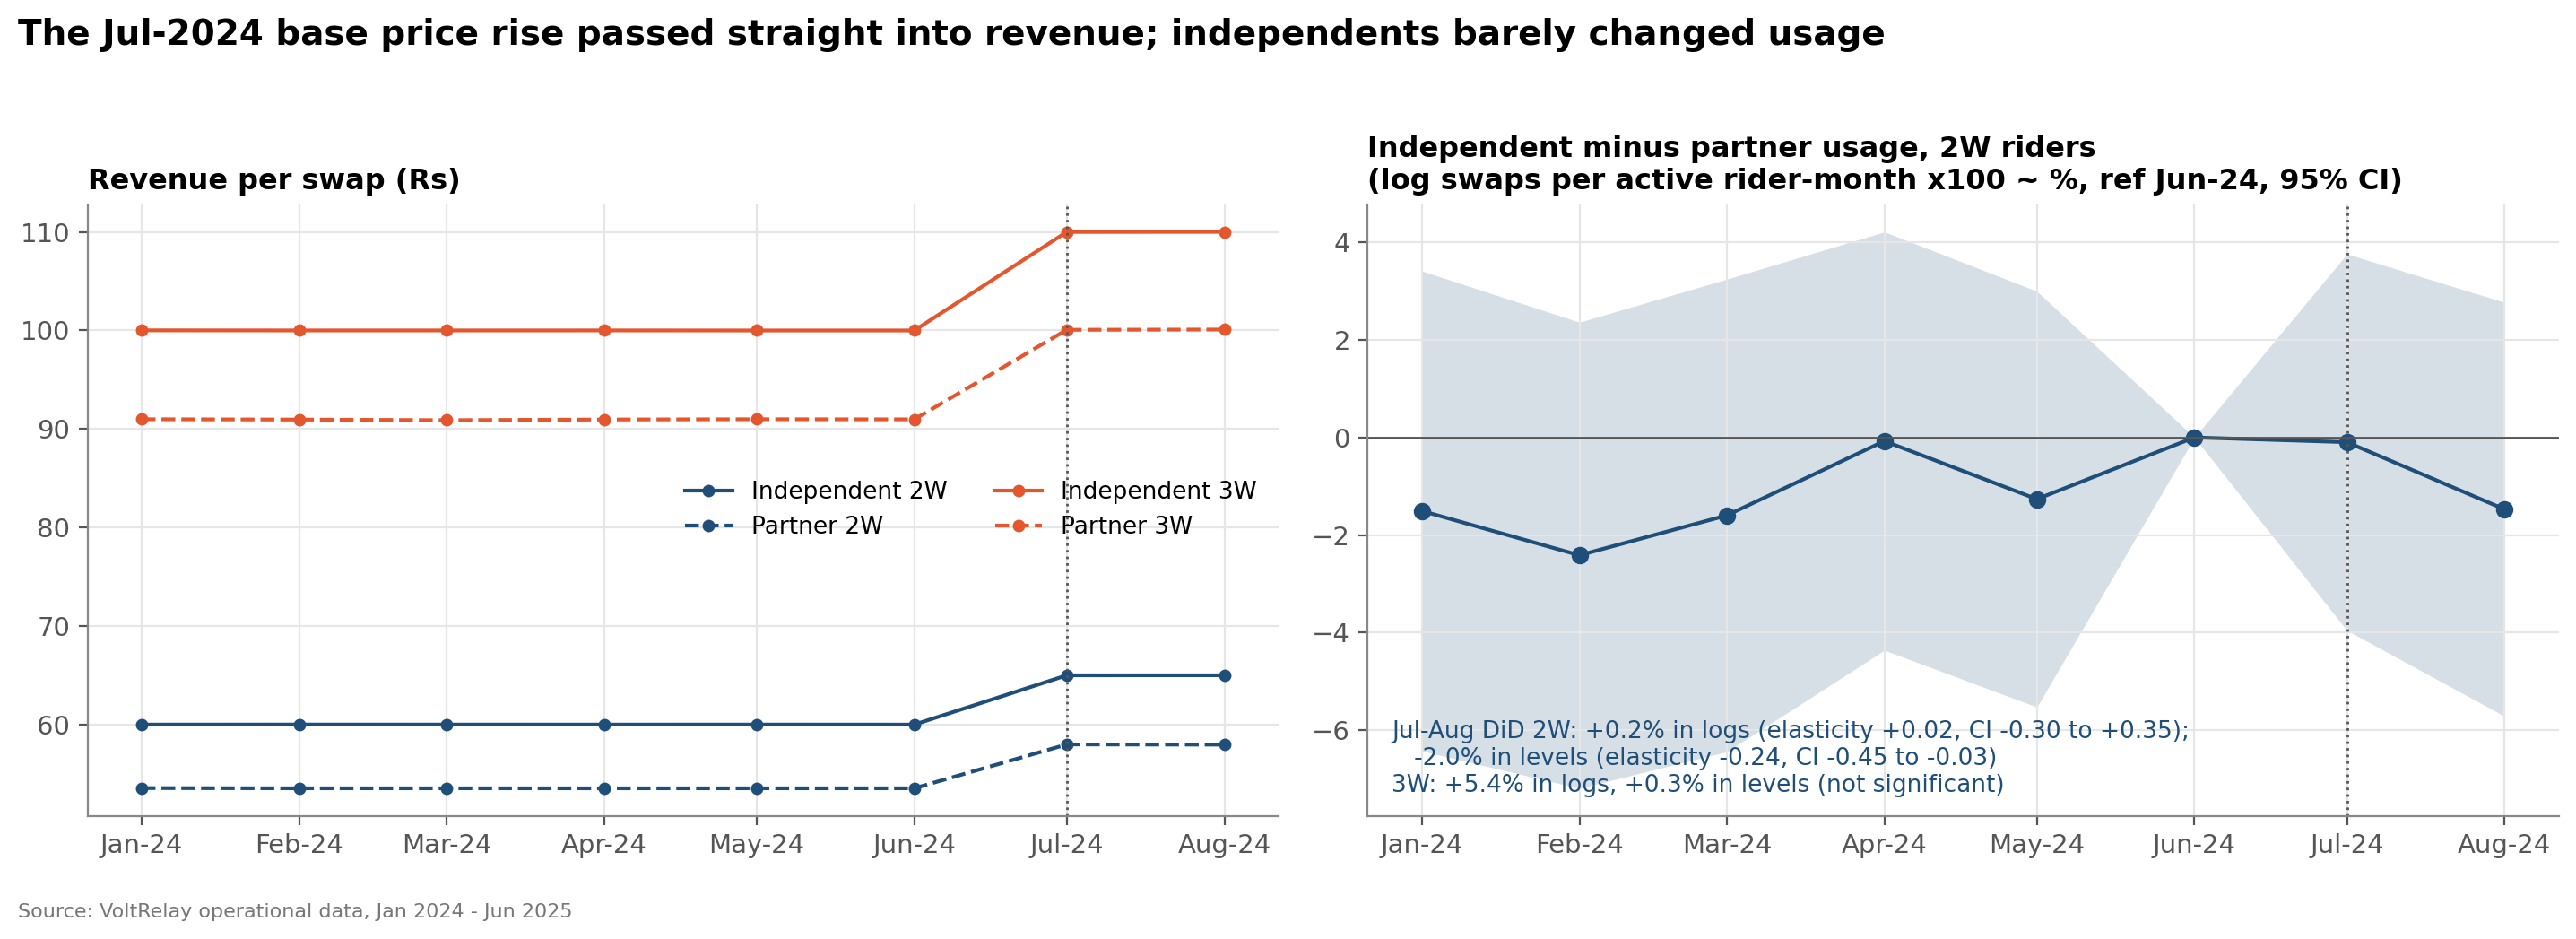 The Jul-2024 base price rise passed straight into revenue; independents barely changed usage
Revenue per swap (Rs)
110
100
90
80
70
60
Independent 2W
Partner 2W
Independent 3W
Partner 3W
Jan-24
Feb-24
Mar-24
Apr-24
May-24
Jun-24
Jul-24
Aug-24
Independent minus partner usage, 2W riders
(log swaps per active rider-month x100 ~ %, ref Jun-24, 95% CI)
4
2
0
−2
−4
−6
Jul-Aug DiD 2W: +0.2% in logs (elasticity +0.02, CI -0.30 to +0.35);
-2.0% in levels (elasticity -0.24, CI -0.45 to -0.03)
3W: +5.4% in logs, +0.3% in levels (not significant)
Jan-24
Feb-24
Mar-24
Apr-24
May-24
Jun-24
Jul-24
Aug-24
Source: VoltRelay operational data, Jan 2024 - Jun 2025